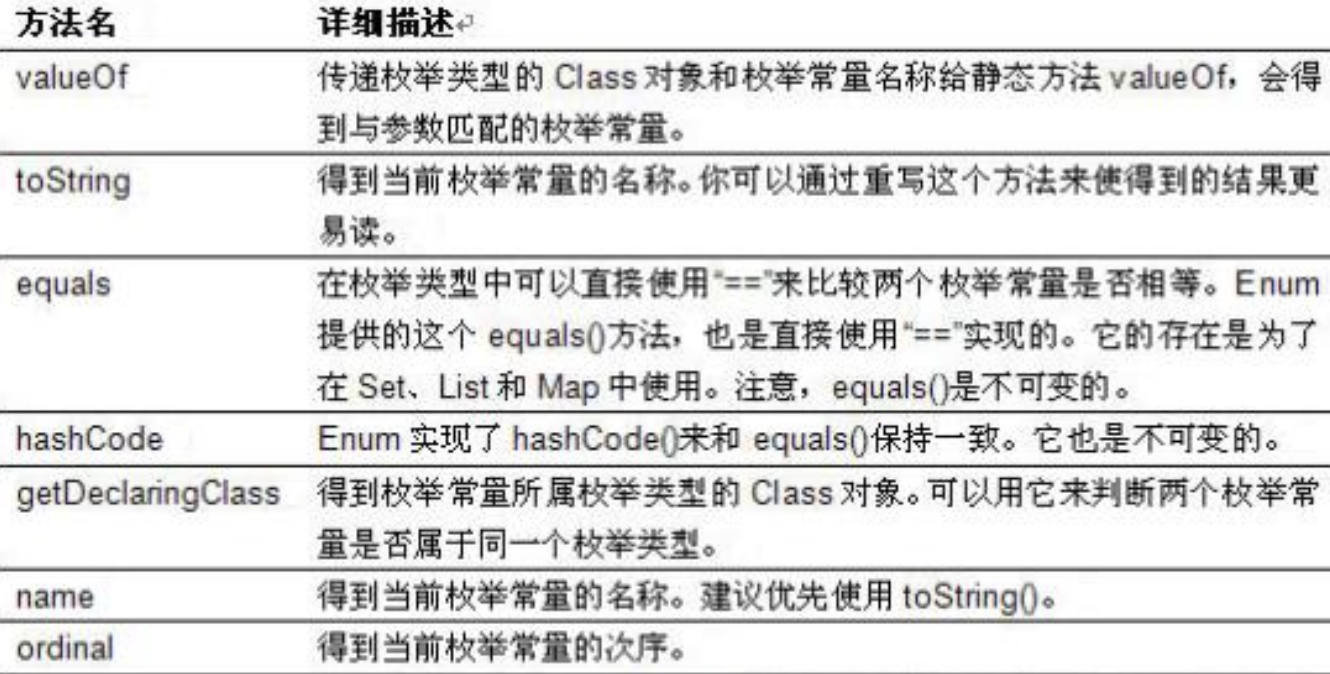 方法名 详细描述
valueOf 传递枚举类型的 Class 对象和枚举常量名称给静态方法 valueOf，会得
到与参数匹配的枚举常量。
toString 得到当前枚举常量的名称。你可以通过重写这个方法来使得到的结果更
易读。
equals 在枚举类型中可以直接使用“==”来比较两个枚举常量是否相等。Enum
提供的这个 equals()方法，也是直接使用“==”实现的。它的存在是为了
在 Set、List 和 Map 中使用。注意，equals()是不可变的。
hashCode Enum 实现了 hashCode()来和 equals()保持一致。它也是不可变的。
getDeclaringClass 得到枚举常量所属枚举类型的 Class 对象。可以用它来判断两个枚举常
量是否属于同一个枚举类型。
name 得到当前枚举常量的名称。建议优先使用 toString()。
ordinal 得到当前枚举常量的次序。